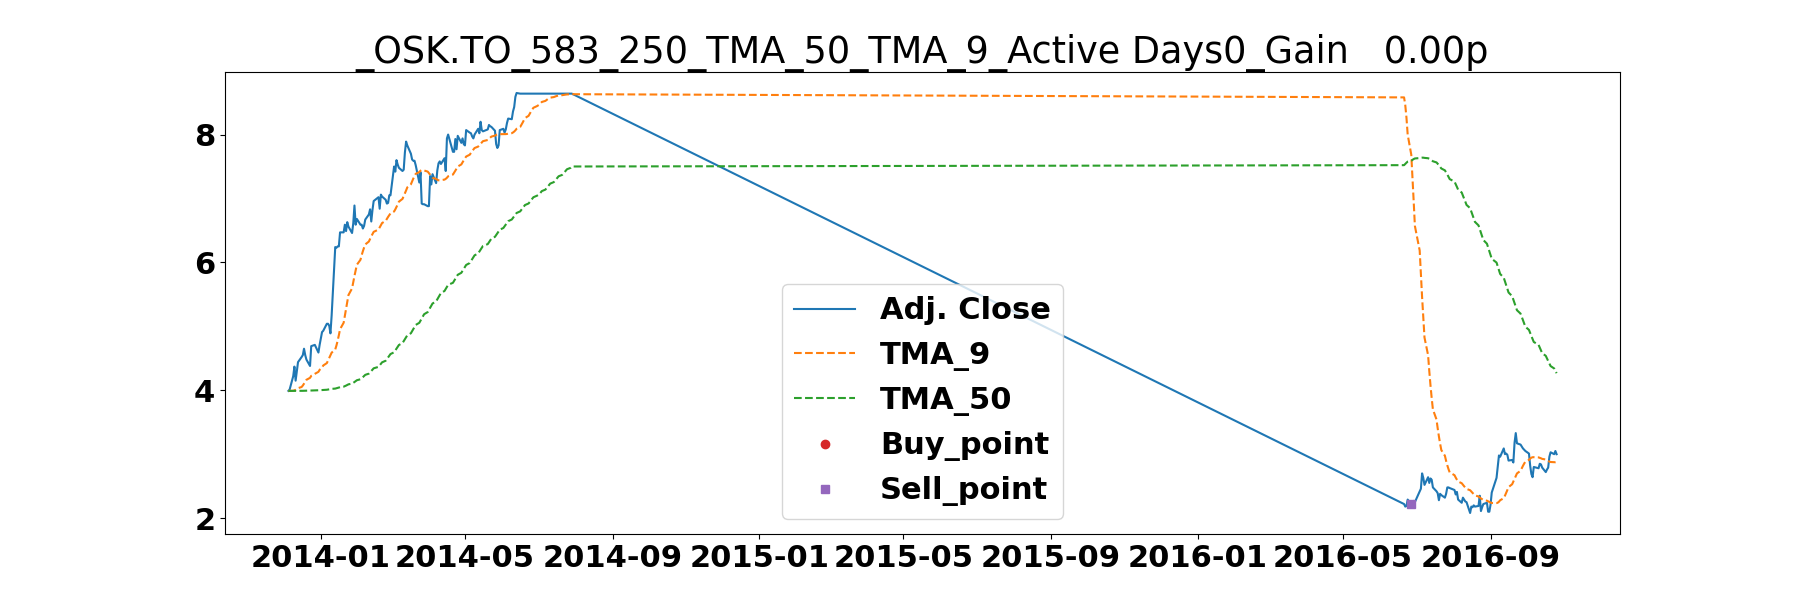 _OSK.TO_583_250_TMA_50_TMA_9_Active Days0_Gain   0.00p
8
6
4
2
Adj. Close
TMA_9
TMA_50
Buy_point
Sell_point
2014-01 2014-05 2014-09 2015-01 2015-05 2015-09 2016-01 2016-05 2016-09